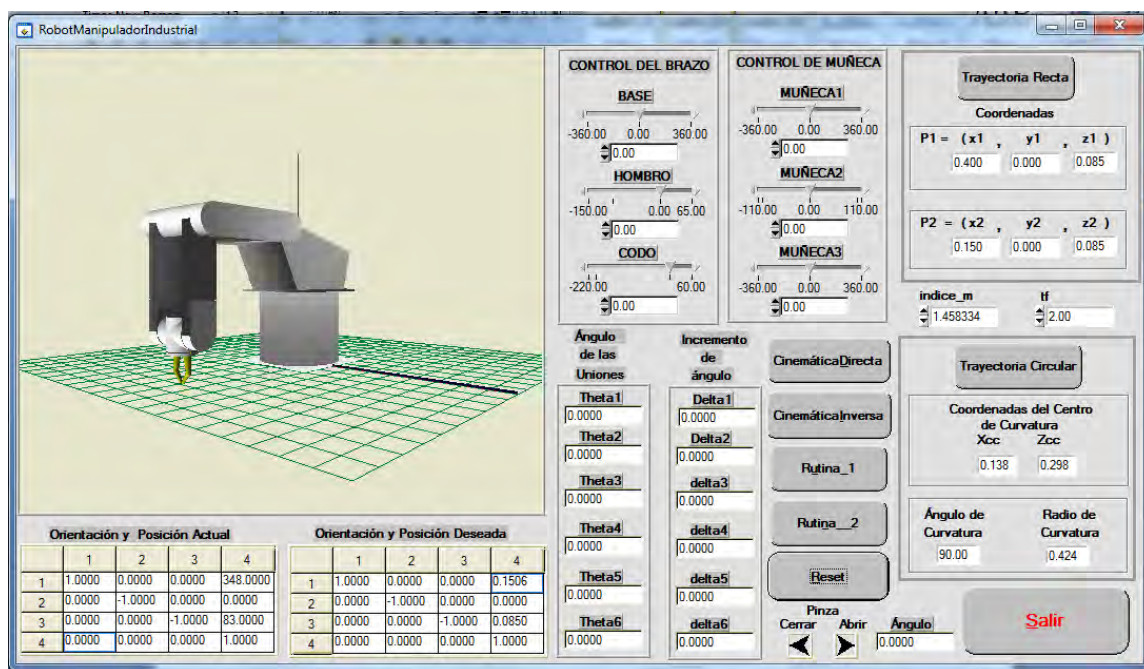 RobotManipuladorIndustrial
CONTROL DEL BRAZO
BASE
-360.00 0.00 360.00
0.00
HOMBRO
-150.00 0.00 65.00
0.00
CODO
-220.00 60.00
0.00
CONTROL DE MUÑECA
MUÑECA1
-360.00 0.00 360.00
0.00
MUÑECA2
-110.00 0.00 110.00
0.00
MUÑECA3
-360.00 0.00 360.00
0.00
Trayectoria Recta
Coordenadas
P1 = ( x1 , y1 , z1 )
0.400 0.000 0.085
P2 = ( x2 , y2 , z2 )
0.150 0.000 0.085
indice_m tf
1.458334 2.00
Ángulo
de las
Uniones
Theta1
0.0000
Theta2
0.0000
Theta3
0.0000
Theta4
0.0000
Theta5
0.0000
Theta6
0.0000
Incremento
de
ángulo
Delta1
0.0000
Delta2
0.0000
delta3
0.0000
delta4
0.0000
delta5
0.0000
delta6
0.0000
CinemáticaDirecta
CinemáticaInversa
Rutina_1
Rutina__2
Reset
Pinza
Cerrar Abrir Ángulo
0.0000
Trayectoria Circular
Coordenadas del Centro
de Curvatura
Xcc Zcc
0.138 0.298
Ángulo de Radio de
Curvatura Curvatura
90.00 0.424
Salir
Orientación y Posición Actual
1 2 3 4
1 1.0000 0.0000 0.0000 348.0000
2 0.0000 -1.0000 0.0000 0.0000
3 0.0000 0.0000 -1.0000 83.0000
4 0.0000 0.0000 0.0000 1.0000
Orientación y Posición Deseada
1 2 3 4
1 1.0000 0.0000 0.0000 0.1506
2 0.0000 -1.0000 0.0000 0.0000
3 0.0000 0.0000 -1.0000 0.0850
4 0.0000 0.0000 0.0000 1.0000